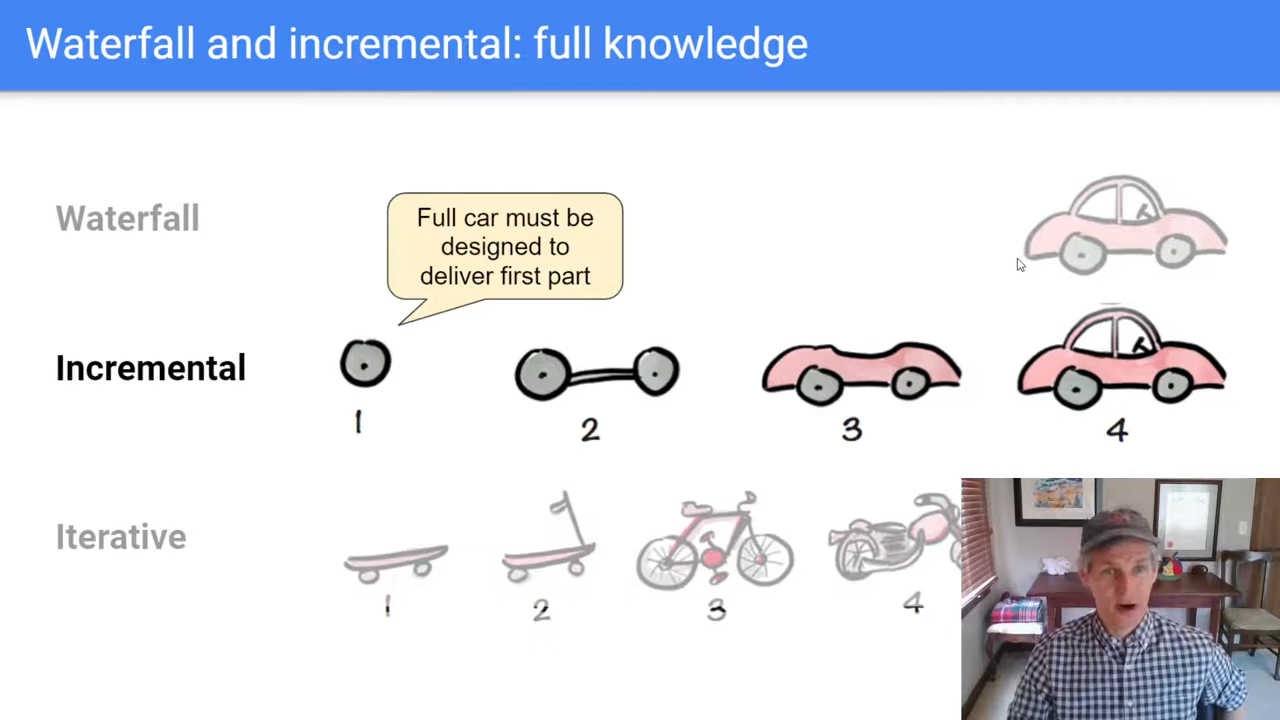 Waterfall and incremental: full knowledge
Waterfall
Full car must be
designed to
deliver first part
Incremental
1
2
3
4
Iterative
1
2
3
4